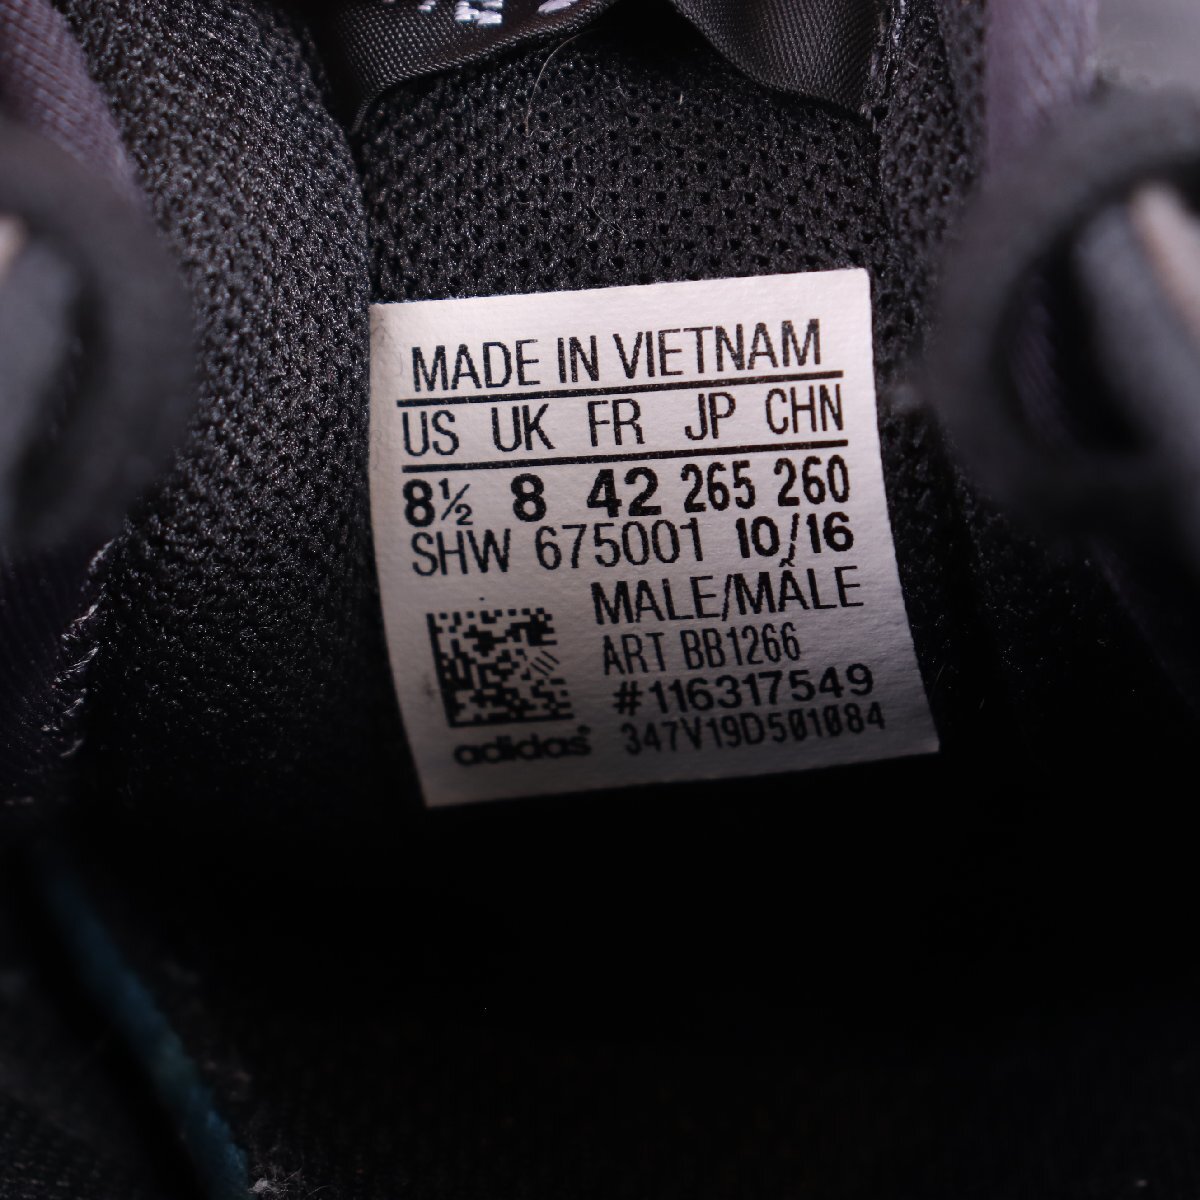 MADE IN VIETNAM
US UK FR JP CHN
8½ 8 42 265 260
SHW 675001 10/16
MALE/MÂLE
ART BB1266
#116317549
adidas® 347V19D501084